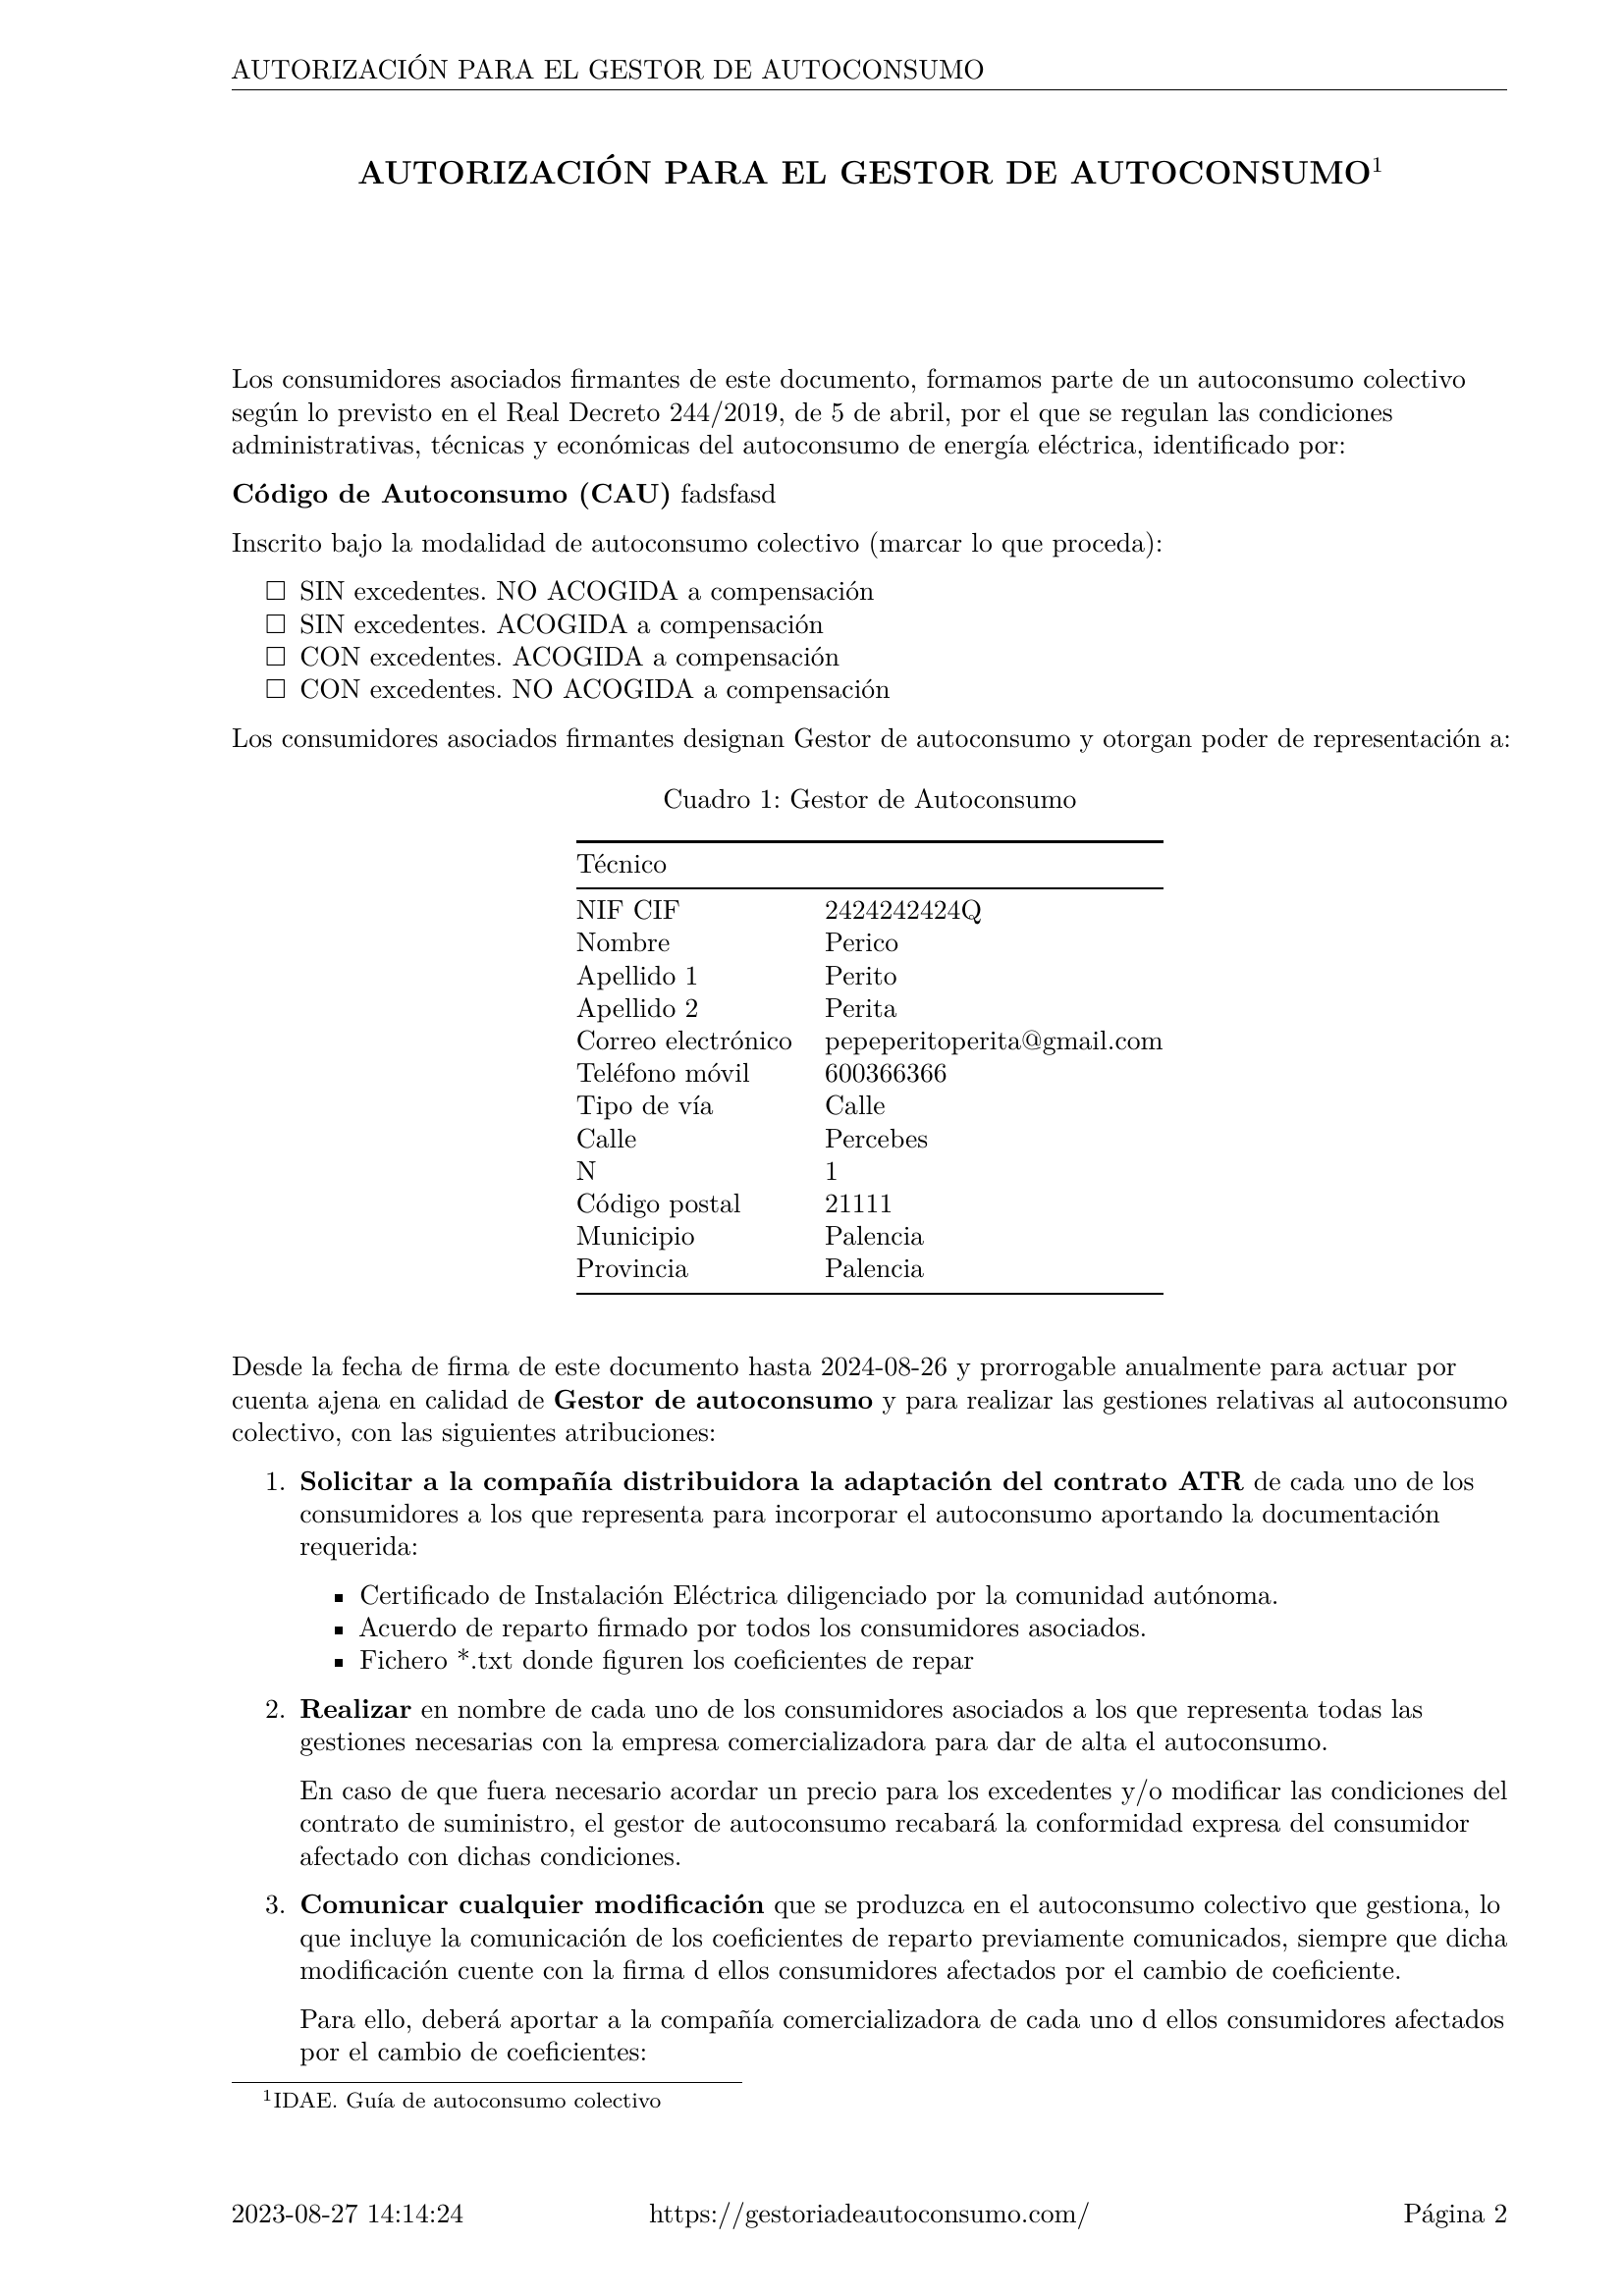 AUTORIZACIÓN PARA EL GESTOR DE AUTOCONSUMO
AUTORIZACIÓN PARA EL GESTOR DE AUTOCONSUMO¹
Los consumidores asociados firmantes de este documento, formamos parte de un autoconsumo colectivo
según lo previsto en el Real Decreto 244/2019, de 5 de abril, por el que se regulan las condiciones
administrativas, técnicas y económicas del autoconsumo de energía eléctrica, identificado por:
Código de Autoconsumo (CAU) fadsfasd
Inscrito bajo la modalidad de autoconsumo colectivo (marcar lo que proceda):
☐ SIN excedentes. NO ACOGIDA a compensación
☐ SIN excedentes. ACOGIDA a compensación
☐ CON excedentes. ACOGIDA a compensación
☐ CON excedentes. NO ACOGIDA a compensación
Los consumidores asociados firmantes designan Gestor de autoconsumo y otorgan poder de representación a:
Cuadro 1: Gestor de Autoconsumo
Técnico
NIF CIF 2424242424Q
Nombre Perico
Apellido 1 Perito
Apellido 2 Perita
Correo electrónico pepeperitoperita@gmail.com
Teléfono móvil 600366366
Tipo de vía Calle
Calle Percebes
N 1
Código postal 21111
Municipio Palencia
Provincia Palencia
Desde la fecha de firma de este documento hasta 2024-08-26 y prorrogable anualmente para actuar por
cuenta ajena en calidad de Gestor de autoconsumo y para realizar las gestiones relativas al autoconsumo
colectivo, con las siguientes atribuciones:
1. Solicitar a la compañía distribuidora la adaptación del contrato ATR de cada uno de los
consumidores a los que representa para incorporar el autoconsumo aportando la documentación
requerida:
▪ Certificado de Instalación Eléctrica diligenciado por la comunidad autónoma.
▪ Acuerdo de reparto firmado por todos los consumidores asociados.
▪ Fichero *.txt donde figuren los coeficientes de repar
2. Realizar en nombre de cada uno de los consumidores asociados a los que representa todas las
gestiones necesarias con la empresa comercializadora para dar de alta el autoconsumo.
En caso de que fuera necesario acordar un precio para los excedentes y/o modificar las condiciones del
contrato de suministro, el gestor de autoconsumo recabará la conformidad expresa del consumidor
afectado con dichas condiciones.
3. Comunicar cualquier modificación que se produzca en el autoconsumo colectivo que gestiona, lo
que incluye la comunicación de los coeficientes de reparto previamente comunicados, siempre que dicha
modificación cuente con la firma d ellos consumidores afectados por el cambio de coeficiente.
Para ello, deberá aportar a la compañía comercializadora de cada uno d ellos consumidores afectados
por el cambio de coeficientes:
¹IDAE. Guía de autoconsumo colectivo
2023-08-27 14:14:24 https://gestoriadeautoconsumo.com/ Página 2